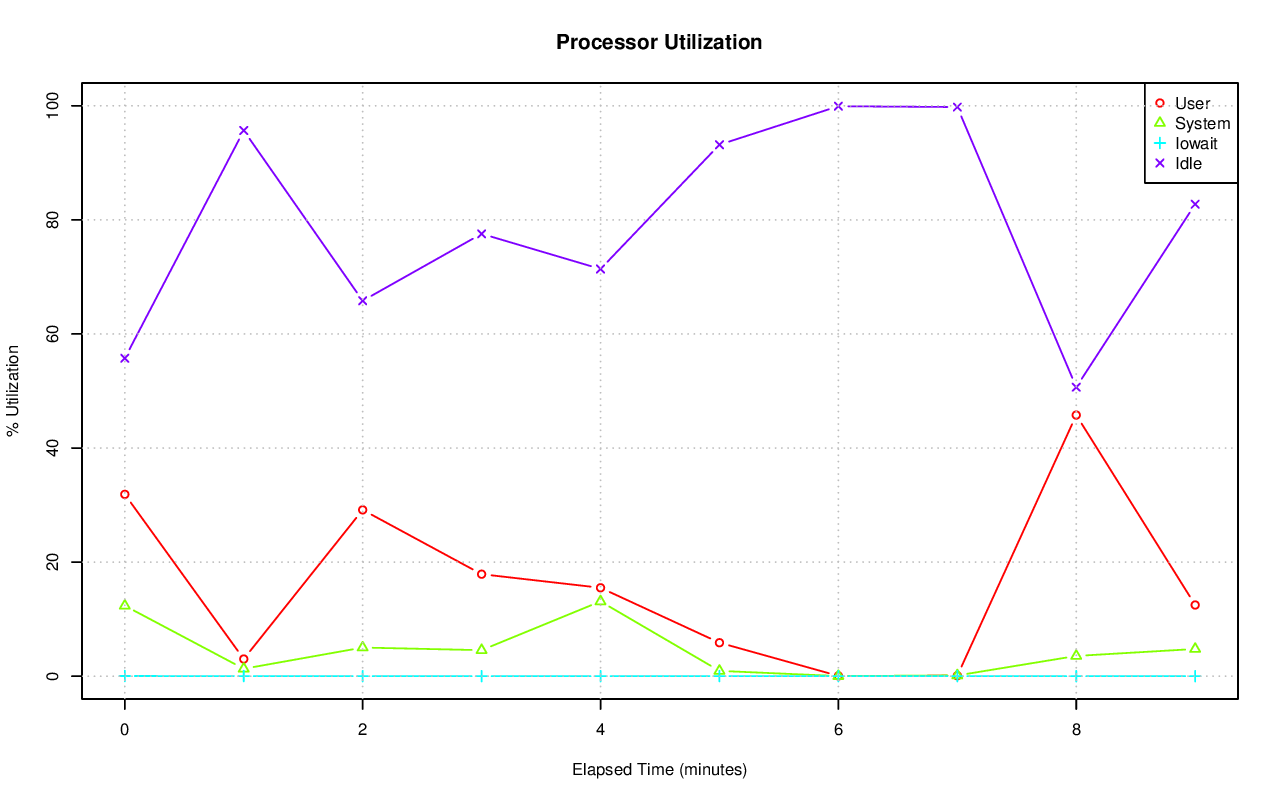 Processor Utilization
% Utilization
100
80
60
40
20
0
User
System
Iowait
Idle
0 2 4 6 8
Elapsed Time (minutes)